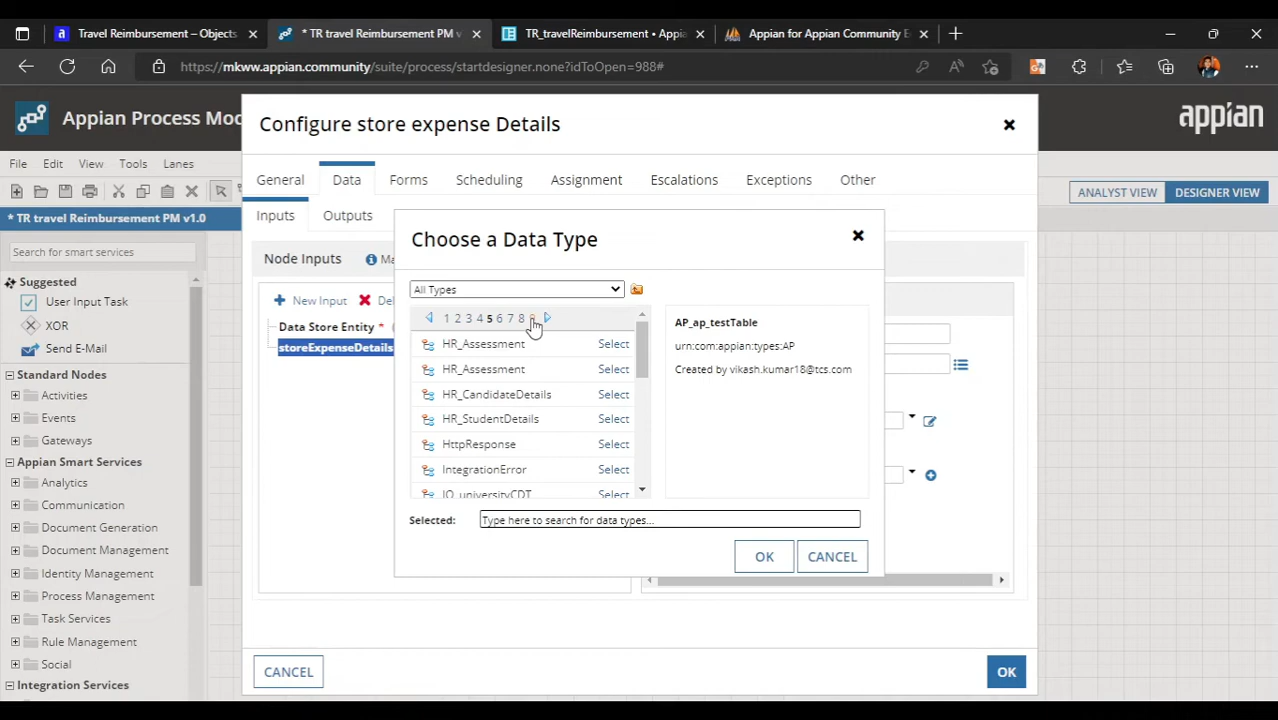 Travel Reimbursement – Objects
* TR travel Reimbursement PM v
TR_travelReimbursement • Appia
Appian for Appian Community E
https://mkww.appian.community/suite/process/startdesigner.none?idToOpen=988#
Appian Process Mod
appian
Configure store expense Details
File Edit View Tools Lanes
General Data Forms Scheduling Assignment Escalations Exceptions Other
ANALYST VIEW DESIGNER VIEW
* TR travel Reimbursement PM v1.0
Inputs Outputs
Search for smart services
Choose a Data Type
Node Inputs
Suggested
User Input Task
XOR
Send E-Mail
Standard Nodes
Activities
Events
Gateways
Appian Smart Services
Analytics
Communication
Document Generation
Document Management
Identity Management
Process Management
Task Services
Rule Management
Social
Integration Services
New Input
Data Store Entity *
storeExpenseDetails
All Types
1 2 3 4 5 6 7 8
HR_Assessment Select
HR_Assessment Select
HR_CandidateDetails Select
HR_StudentDetails Select
HttpResponse Select
IntegrationError Select
IO_universityCDT Select
AP_ap_testTable
urn:com:appian:types:AP
Created by vikash.kumar18@tcs.com
Selected: Type here to search for data types...
OK CANCEL
CANCEL OK